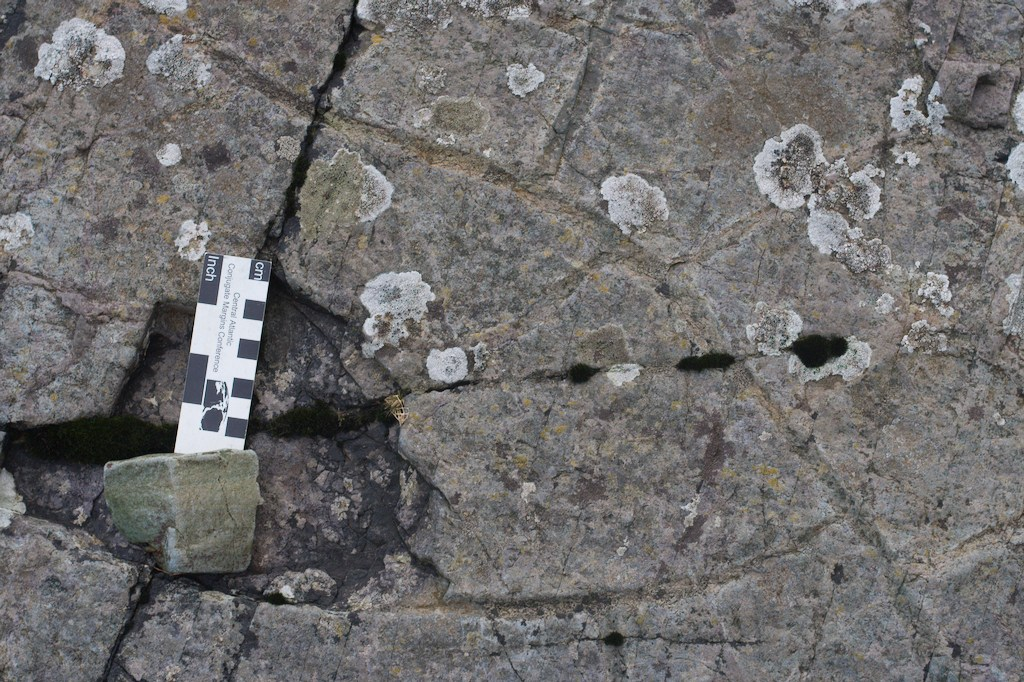 Inch
cm
Central Atlantic
Conjugate Margins Conference